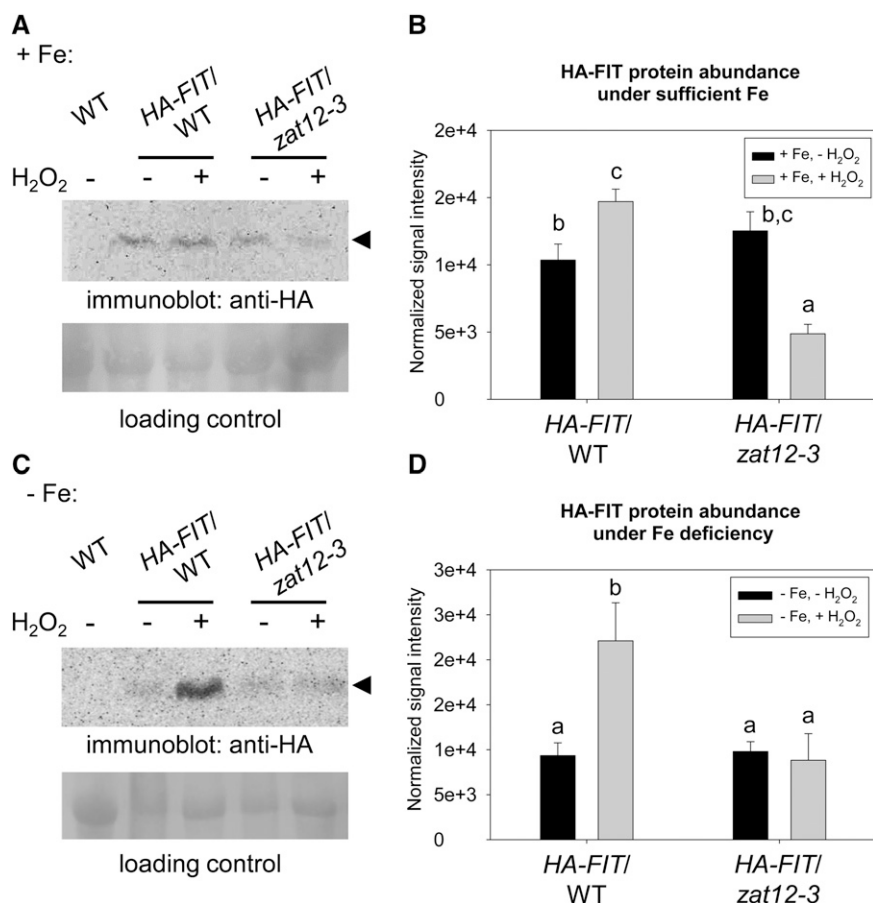 A
+ Fe:
WT
HA-FIT/
WT
HA-FIT/
zat12-3
H₂O₂ - - + - +
immunoblot: anti-HA
loading control
B
HA-FIT protein abundance
under sufficient Fe
Normalized signal intensity
2e+4
2e+4
1e+4
5e+3
0
+ Fe, - H₂O₂
+ Fe, + H₂O₂
b
c
b,c
a
HA-FIT/
WT
HA-FIT/
zat12-3
C
- Fe:
WT
HA-FIT/
WT
HA-FIT/
zat12-3
H₂O₂ - - + - +
immunoblot: anti-HA
loading control
D
HA-FIT protein abundance
under Fe deficiency
Normalized signal intensity
3e+4
3e+4
2e+4
2e+4
1e+4
5e+3
0
- Fe, - H₂O₂
- Fe, + H₂O₂
a
b
a
a
HA-FIT/
WT
HA-FIT/
zat12-3